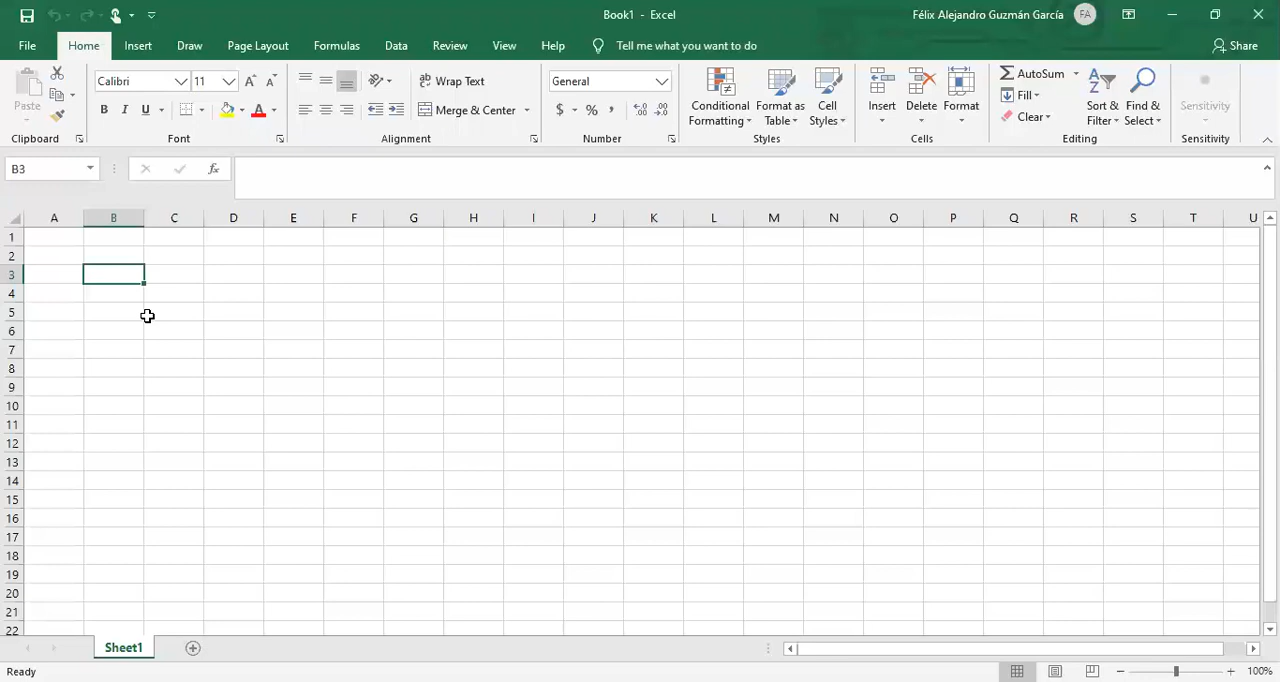 Book1 - Excel
Félix Alejandro Guzmán García
FA
File Home Insert Draw Page Layout Formulas Data Review View Help Tell me what you want to do Share
Paste
Calibri 11
B I U A
Wrap Text
Merge & Center
General
$ % ,
Conditional Formatting
Format as Table
Cell Styles
Insert Delete Format
AutoSum
Fill
Clear
Sort & Filter
Find & Select
Sensitivity
Clipboard Font Alignment Number Styles Cells Editing Sensitivity
B3 fx
A B C D E F G H I J K L M N O P Q R S T U
1
2
3
4
5
6
7
8
9
10
11
12
13
14
15
16
17
18
19
20
21
22
Sheet1
Ready 100%